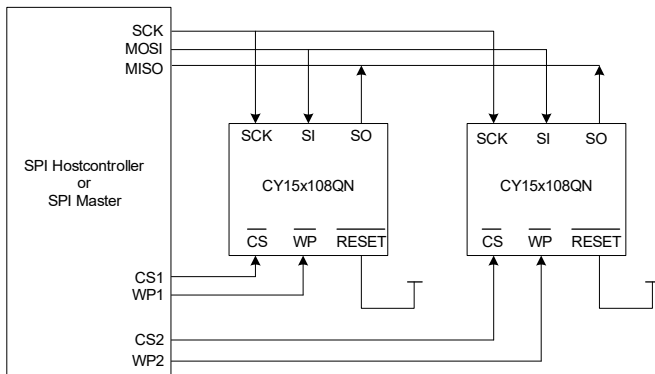 SCK
MOSI
MISO
SCK SI SO
SCK SI SO
SPI Hostcontroller
or
SPI Master
CY15x108QN
CY15x108QN
CS WP RESET
CS WP RESET
CS1
WP1
CS2
WP2